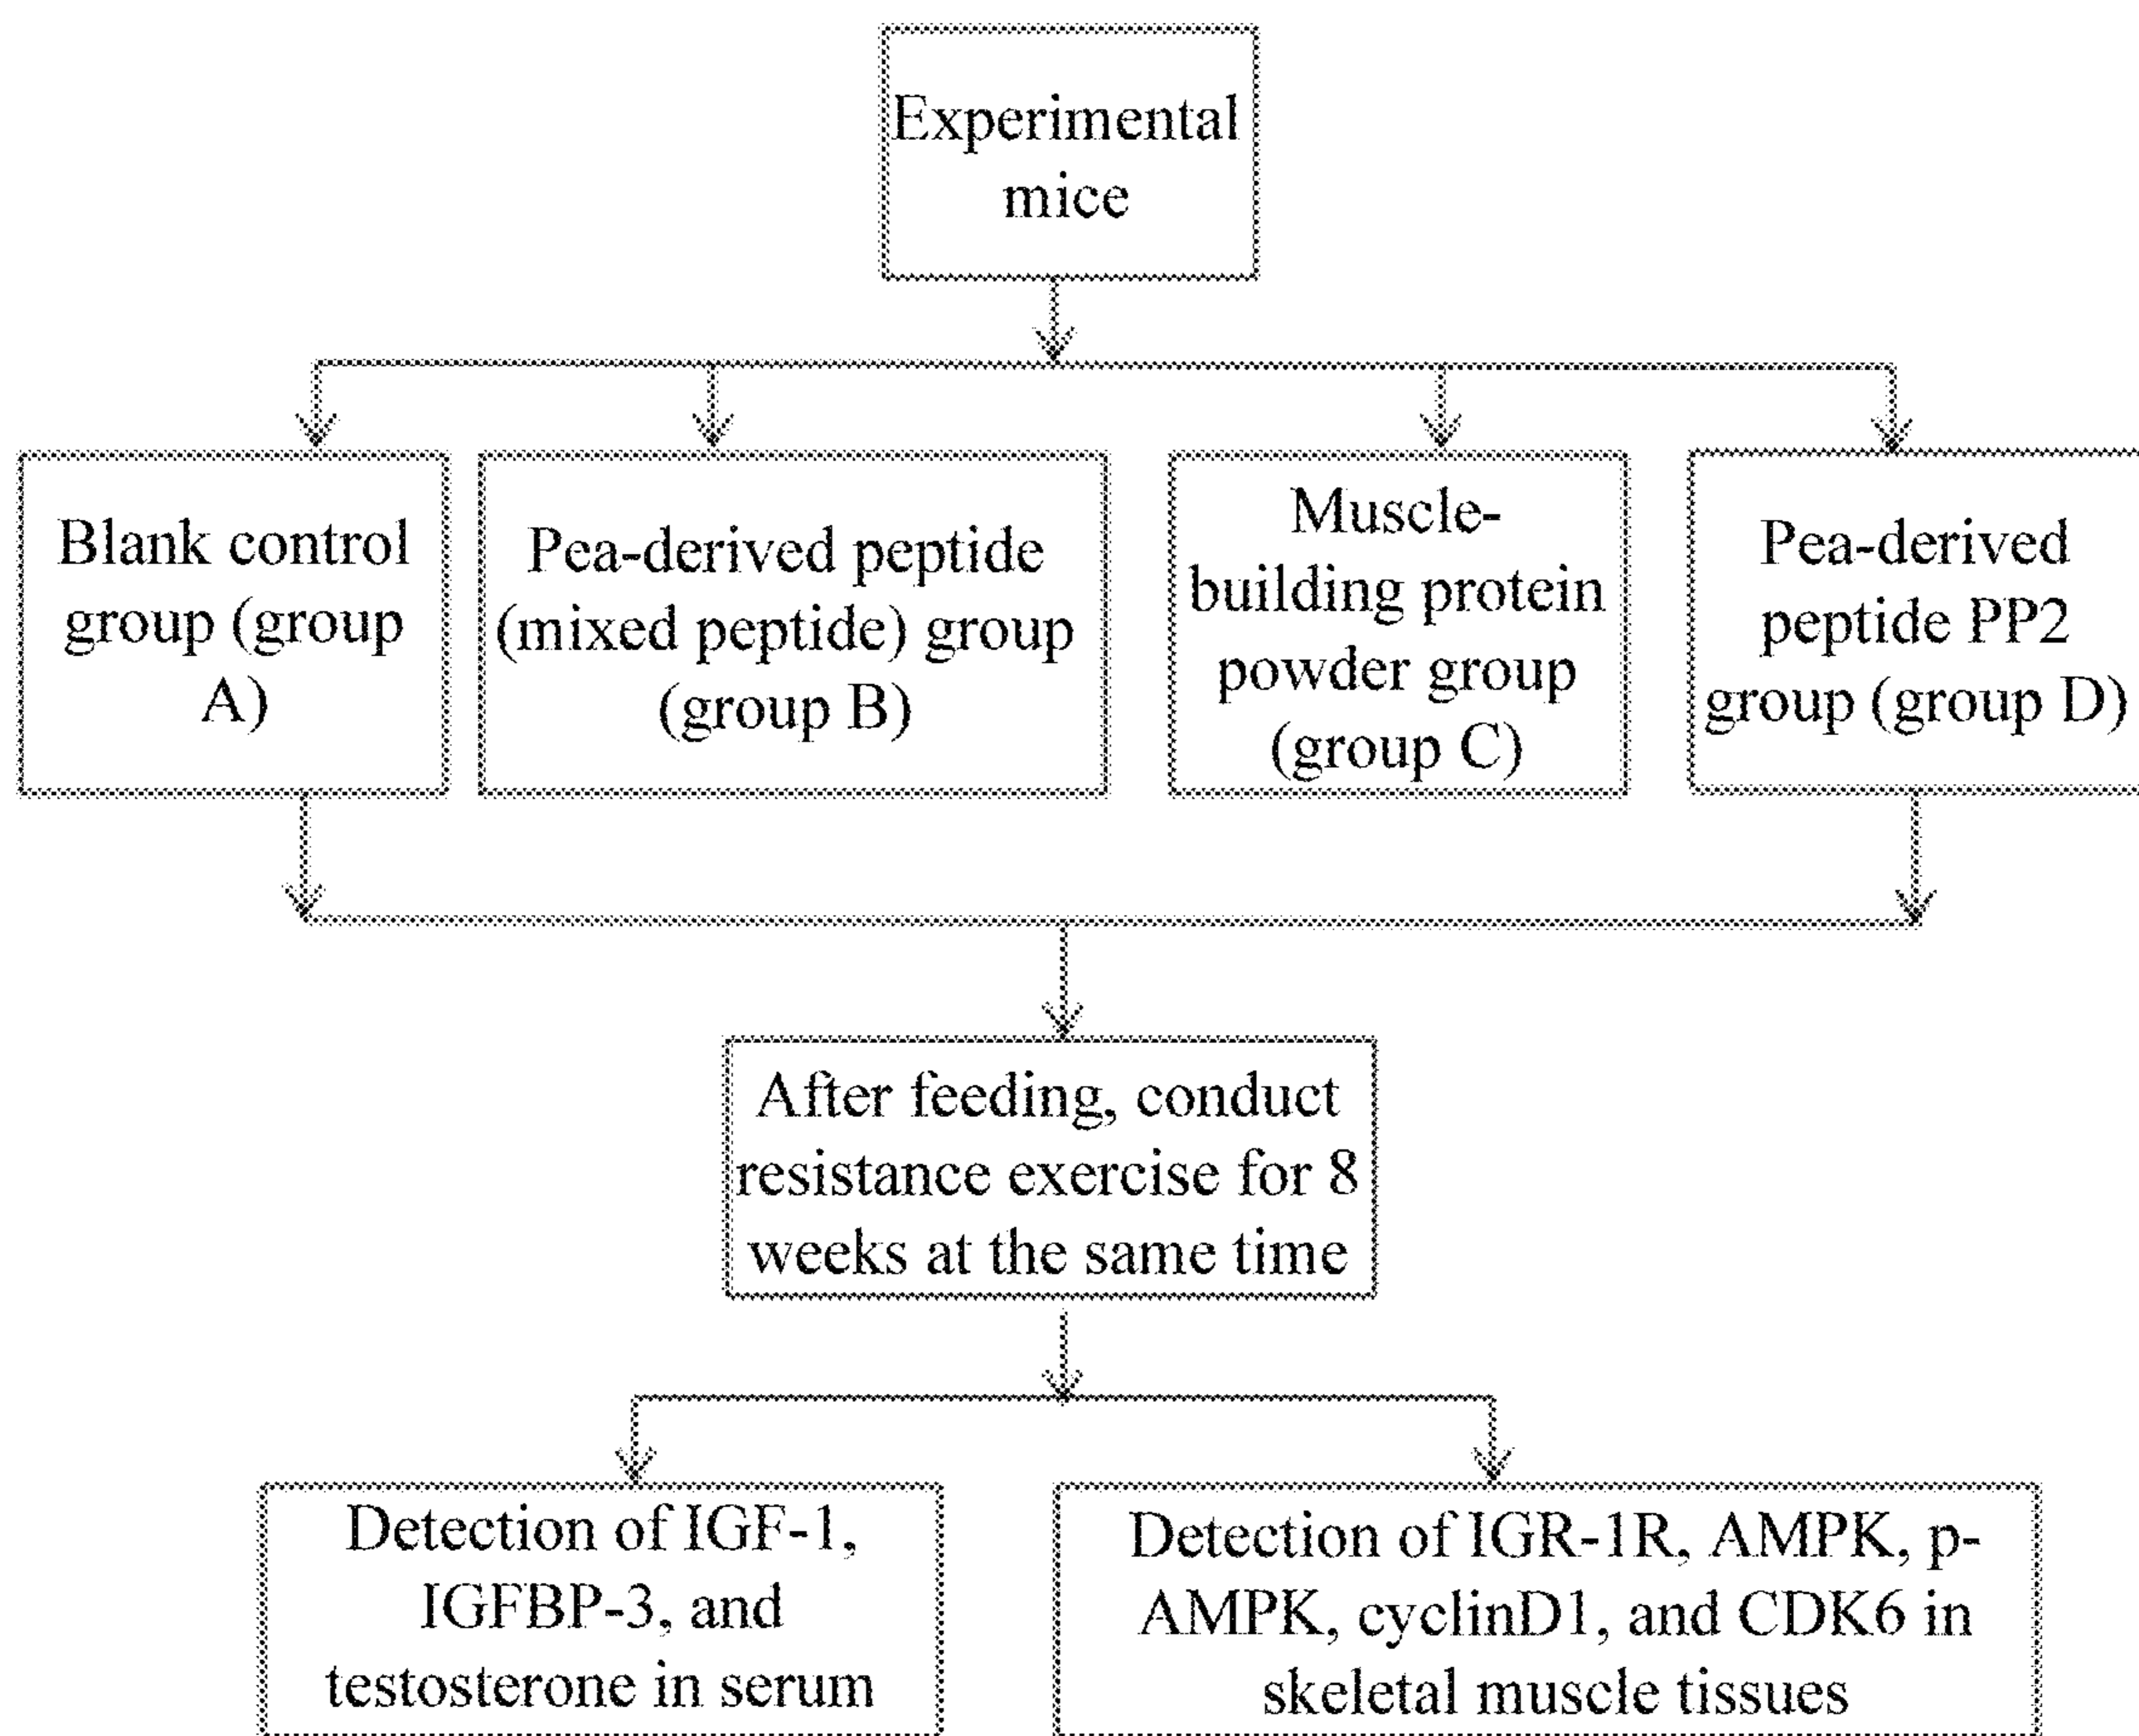 Experimental
mice
Blank control
group (group
A)
Pea-derived peptide
(mixed peptide) group
(group B)
Muscle-
building protein
powder group
(group C)
Pea-derived
peptide PP2
group (group D)
After feeding, conduct
resistance exercise for 8
weeks at the same time
Detection of IGF-1,
IGFBP-3, and
testosterone in serum
Detection of IGR-1R, AMPK, p-
AMPK, cyclinD1, and CDK6 in
skeletal muscle tissues